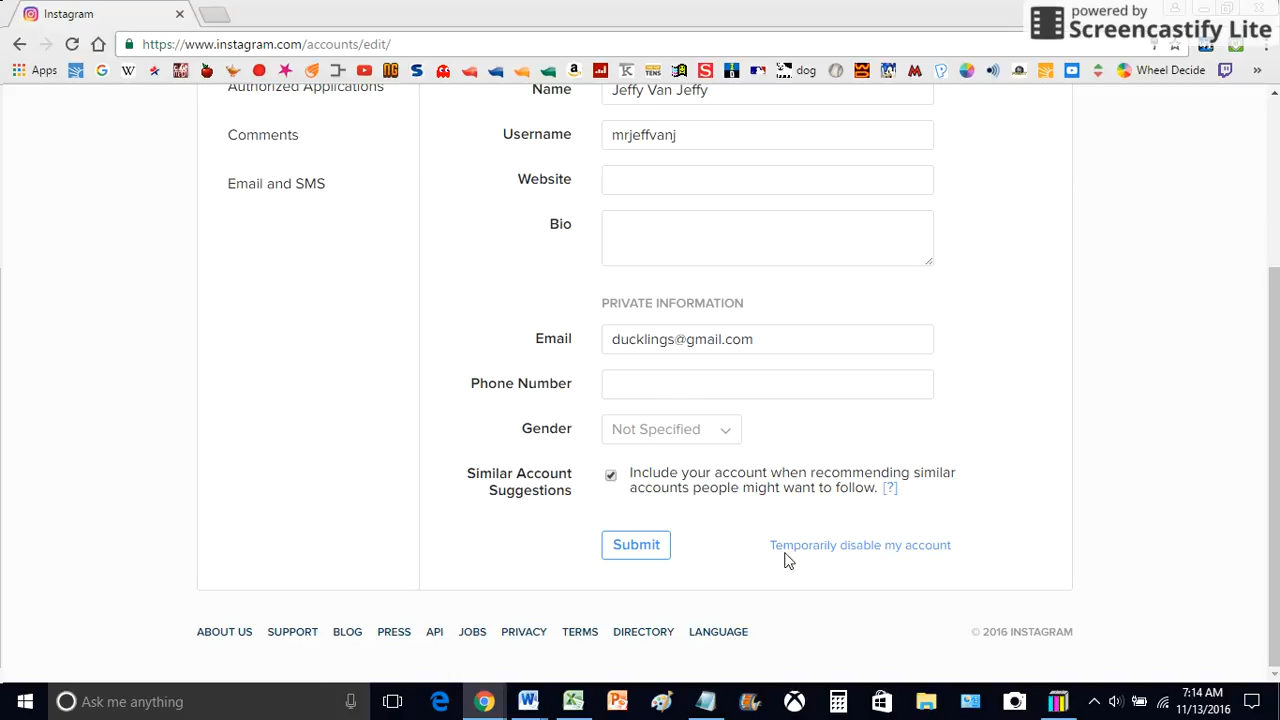 Instagram
powered by
Screencastify Lite
https://www.instagram.com/accounts/edit/
Apps
dog
Wheel Decide
»
Authorized Applications
Comments
Email and SMS
Name
Jeffy Van Jeffy
Username
mrjeffvanj
Website
Bio
PRIVATE INFORMATION
Email
ducklings@gmail.com
Phone Number
Gender
Not Specified
Similar Account
Suggestions
Include your account when recommending similar
accounts people might want to follow. [?]
Submit
Temporarily disable my account
ABOUT US SUPPORT BLOG PRESS API JOBS PRIVACY TERMS DIRECTORY LANGUAGE
© 2016 INSTAGRAM
Ask me anything
7:14 AM
11/13/2016